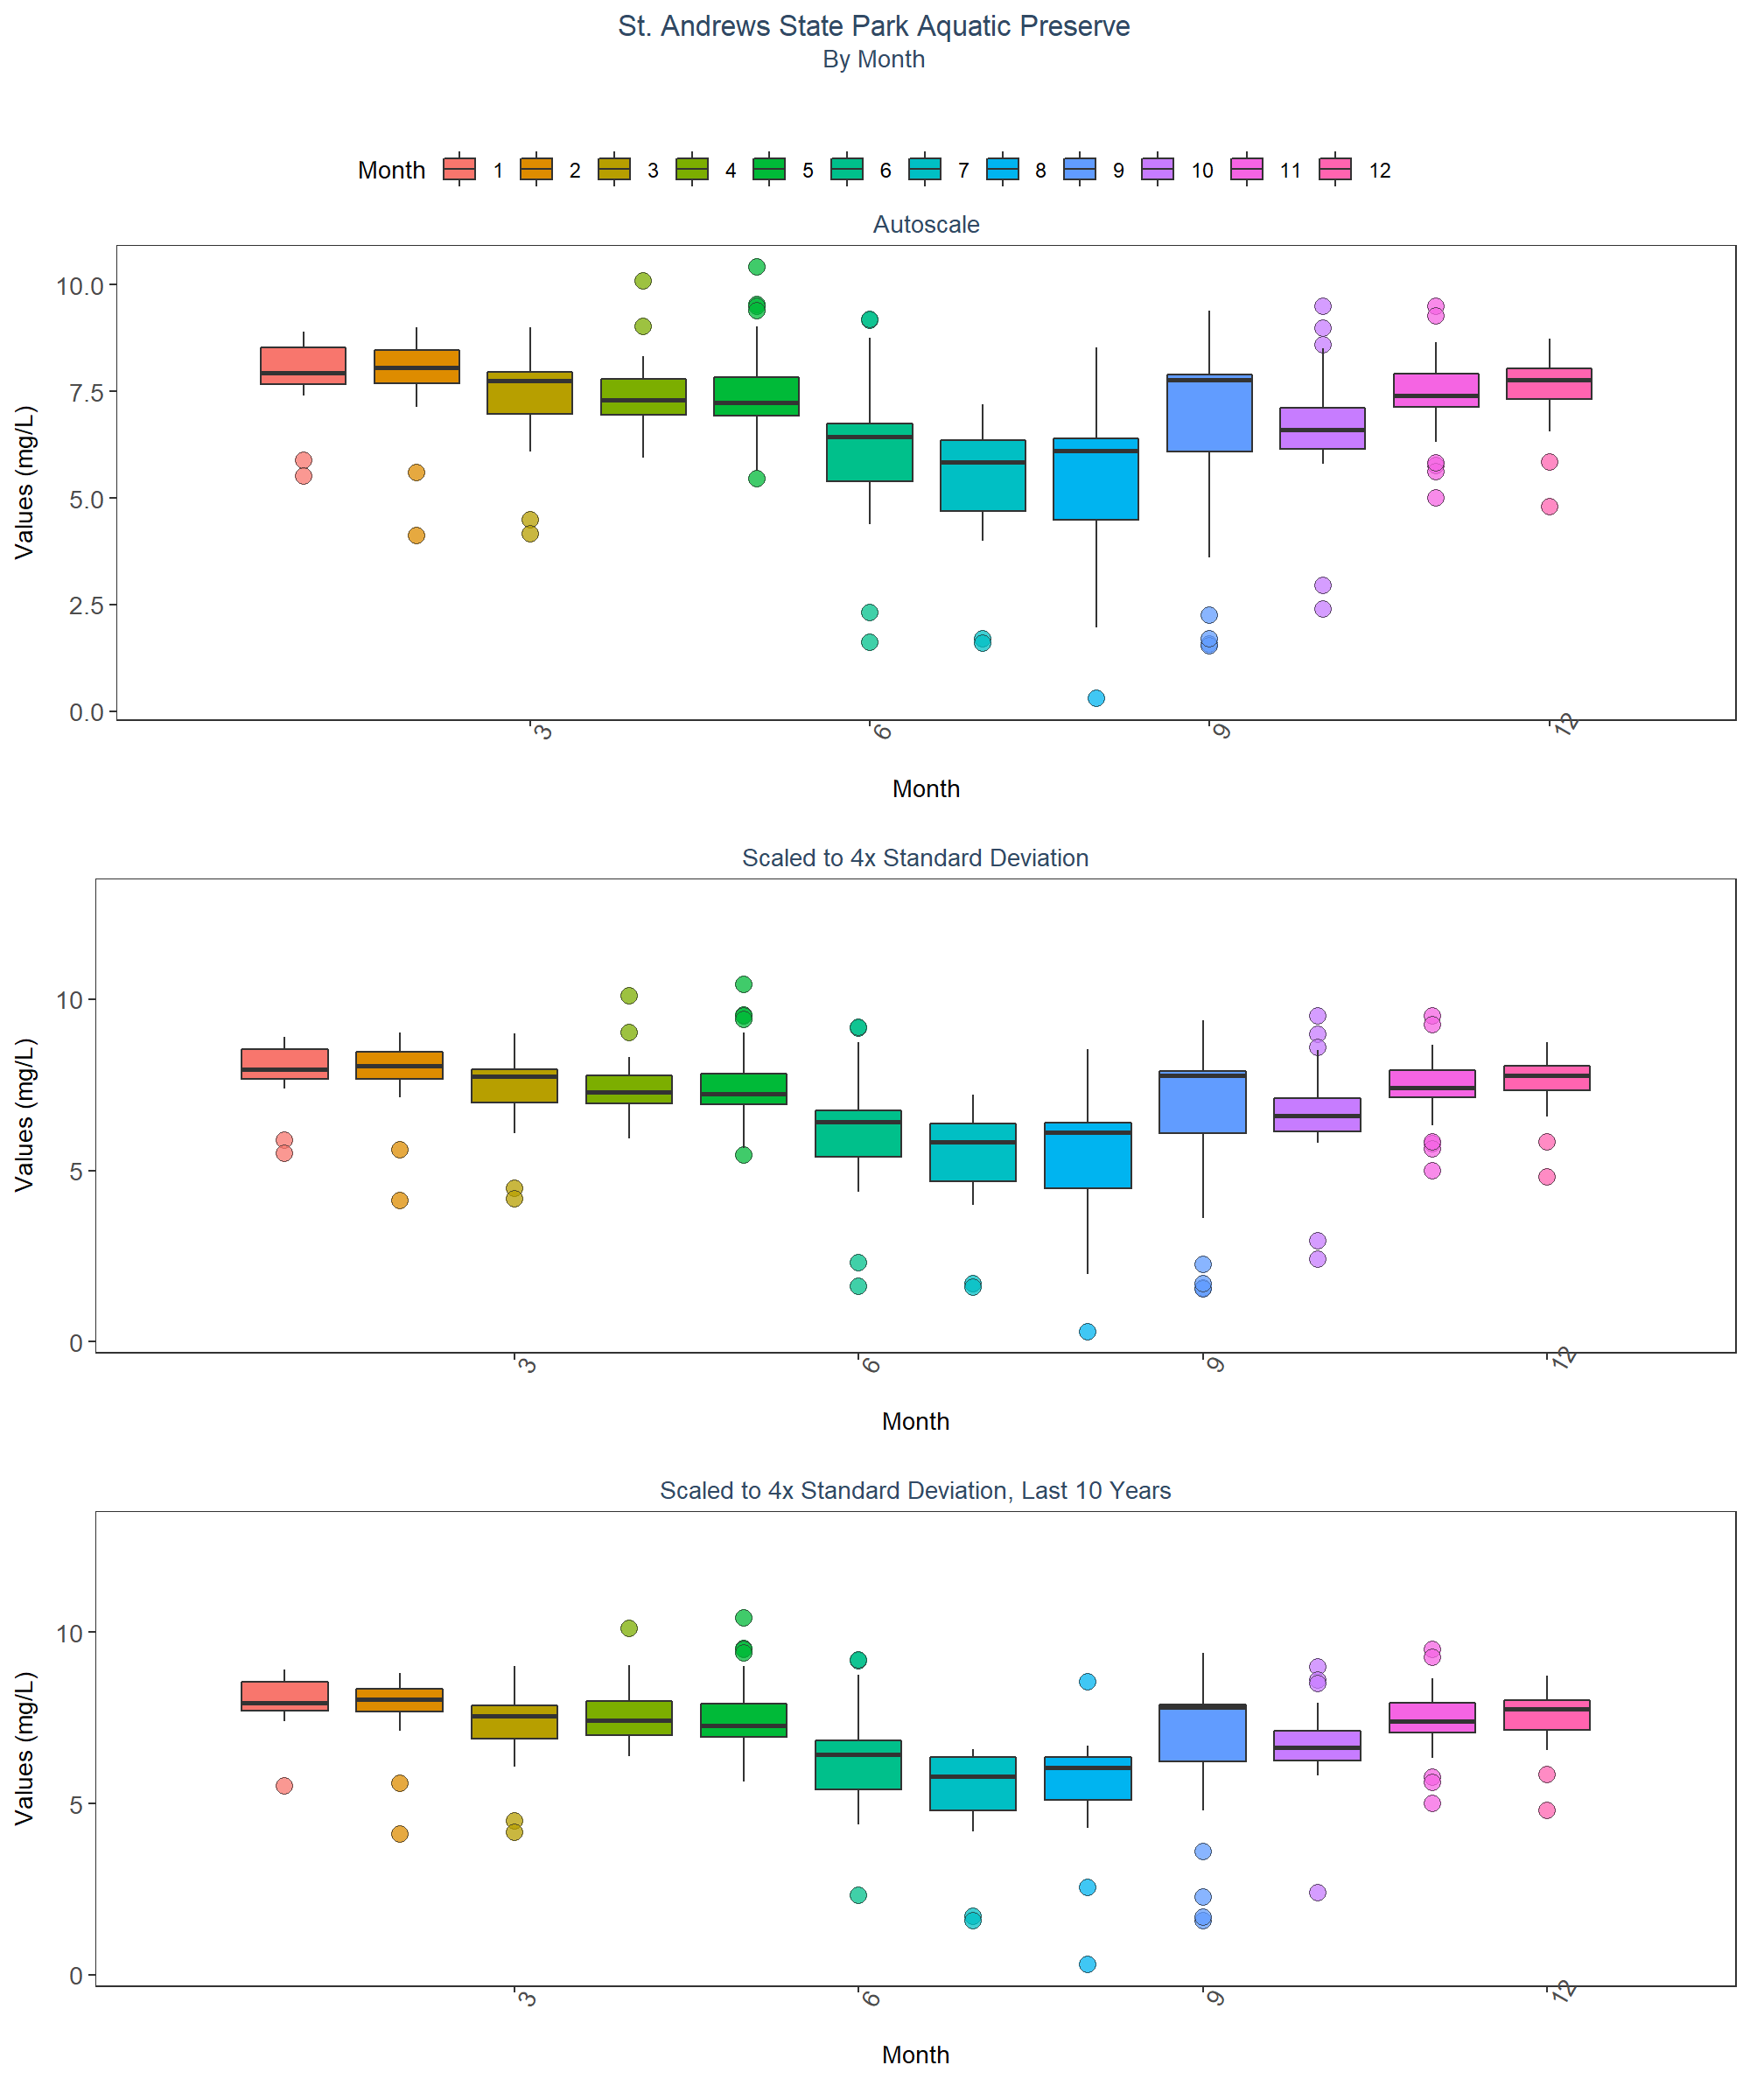 St. Andrews State Park Aquatic Preserve
By Month
Month 1 2 3 4 5 6 7 8 9 10 11 12
Autoscale
Values (mg/L)
10.0
7.5
5.0
2.5
0.0
3 6 9 12
Month
Scaled to 4x Standard Deviation
Values (mg/L)
10
5
0
3 6 9 12
Month
Scaled to 4x Standard Deviation, Last 10 Years
Values (mg/L)
10
5
0
3 6 9 12
Month